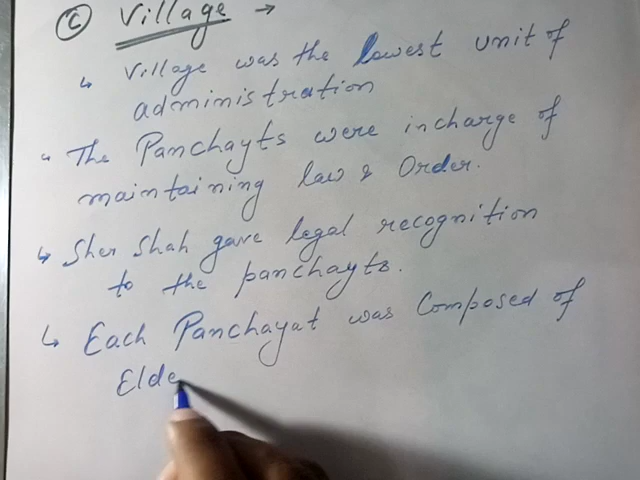 (C) Village →
↳ Village was the lowest unit of
administration
↳ The Panchayts were incharge of
maintaining law & Order.
↳ Sher Shah gave legal recognition
to the panchayts.
↳ Each Panchayat was Composed of
Elde